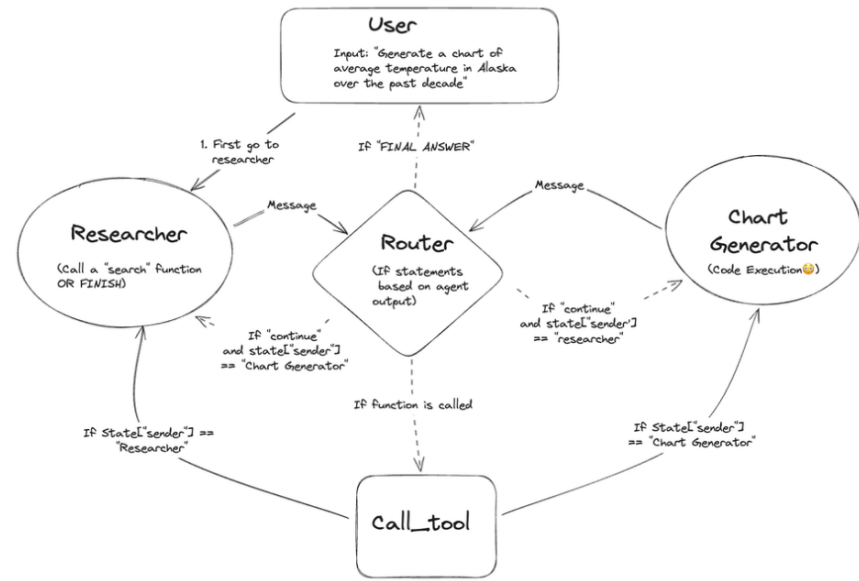 User
Input: "Generate a chart of
average temperature in Alaska
over the past decade"
1. First go to
researcher
If "FINAL ANSWER"
Message
Message
Researcher
(Call a "search" function
OR FINISH)
Router
(If statements
based on agent
output)
Chart
Generator
(Code Execution😳)
If "continue"
and state["sender"]
== "Chart Generator"
If "continue"
and state["sender']
== "researcher"
If function is called
If State["sender"] ==
"Researcher"
If State["sender"]
== "Chart Generator"
Call_tool